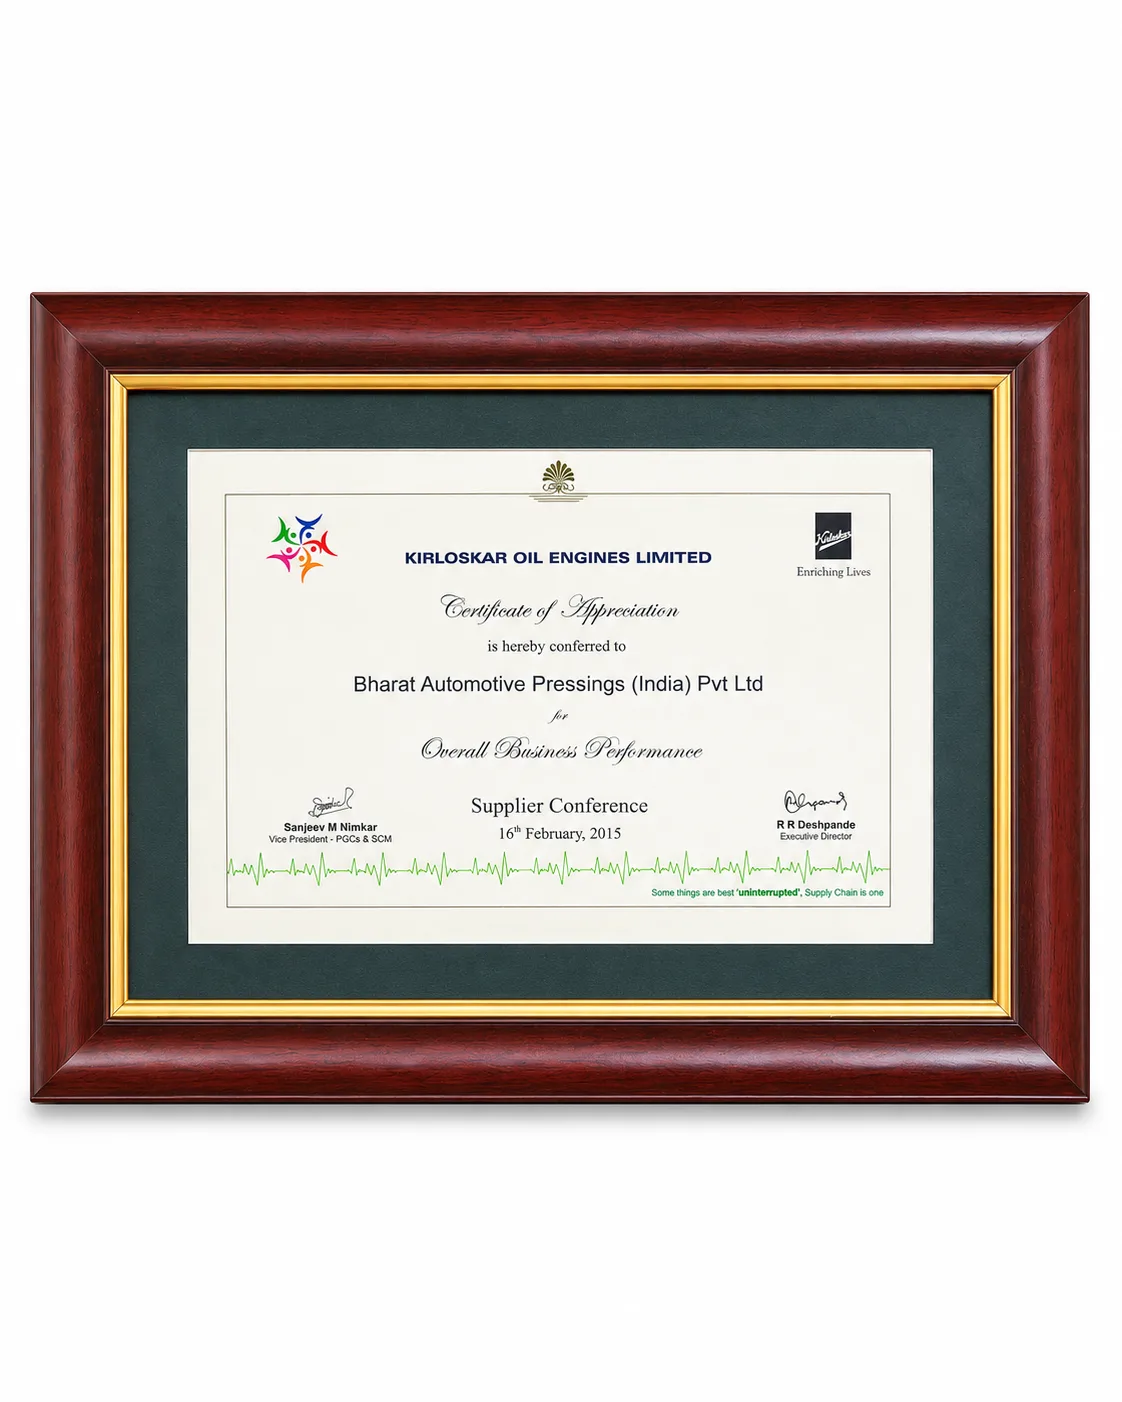 KIRLOSKAR OIL ENGINES LIMITED
Kirloskar
Enriching Lives
Certificate of Appreciation
is hereby conferred to
Bharat Automotive Pressings (India) Pvt Ltd
for
Overall Business Performance
Supplier Conference
16th February, 2015
Sanjeev M Nimkar
Vice President - PGCs & SCM
R R Deshpande
Executive Director
Some things are best 'uninterrupted', Supply Chain is one